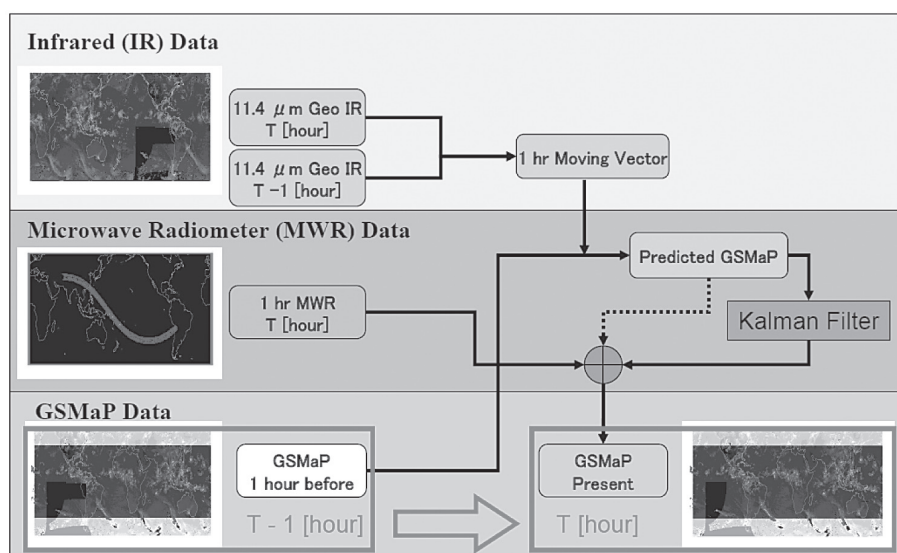 Infrared (IR) Data
11.4 μm Geo IR
T [hour]
11.4 μm Geo IR
T -1 [hour]
1 hr Moving Vector
Microwave Radiometer (MWR) Data
Predicted GSMaP
1 hr MWR
T [hour]
Kalman Filter
GSMaP Data
GSMaP
1 hour before
T - 1 [hour]
GSMaP
Present
T [hour]